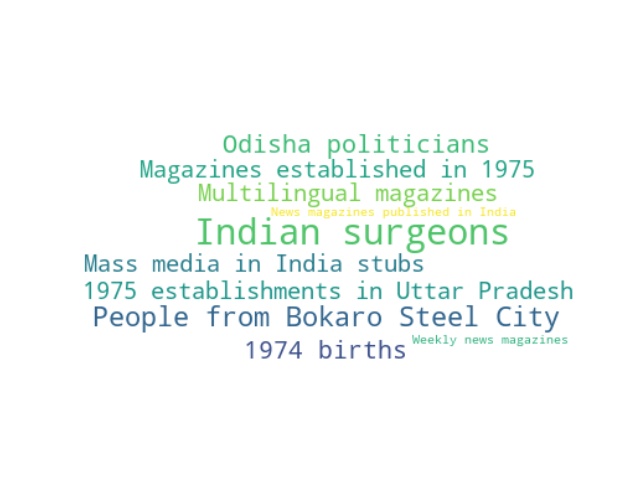 Odisha politicians
Magazines established in 1975
Multilingual magazines
News magazines published in India
Indian surgeons
Mass media in India stubs
1975 establishments in Uttar Pradesh
People from Bokaro Steel City
Weekly news magazines
1974 births